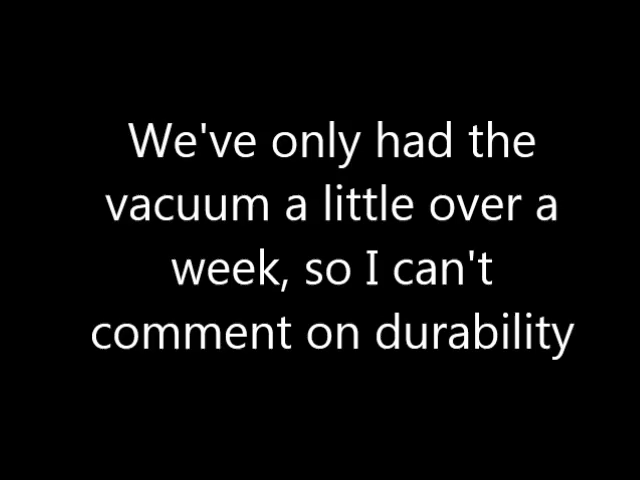 We've only had the
vacuum a little over a
week, so I can't
comment on durability